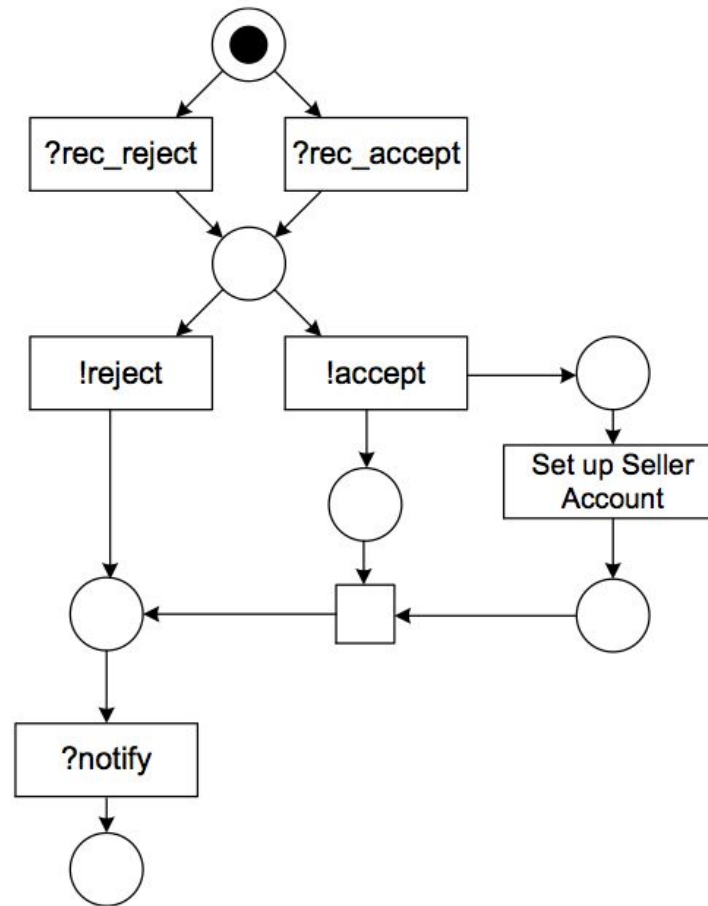 ?rec_reject
?rec_accept
!reject
!accept
Set up Seller
Account
?notify